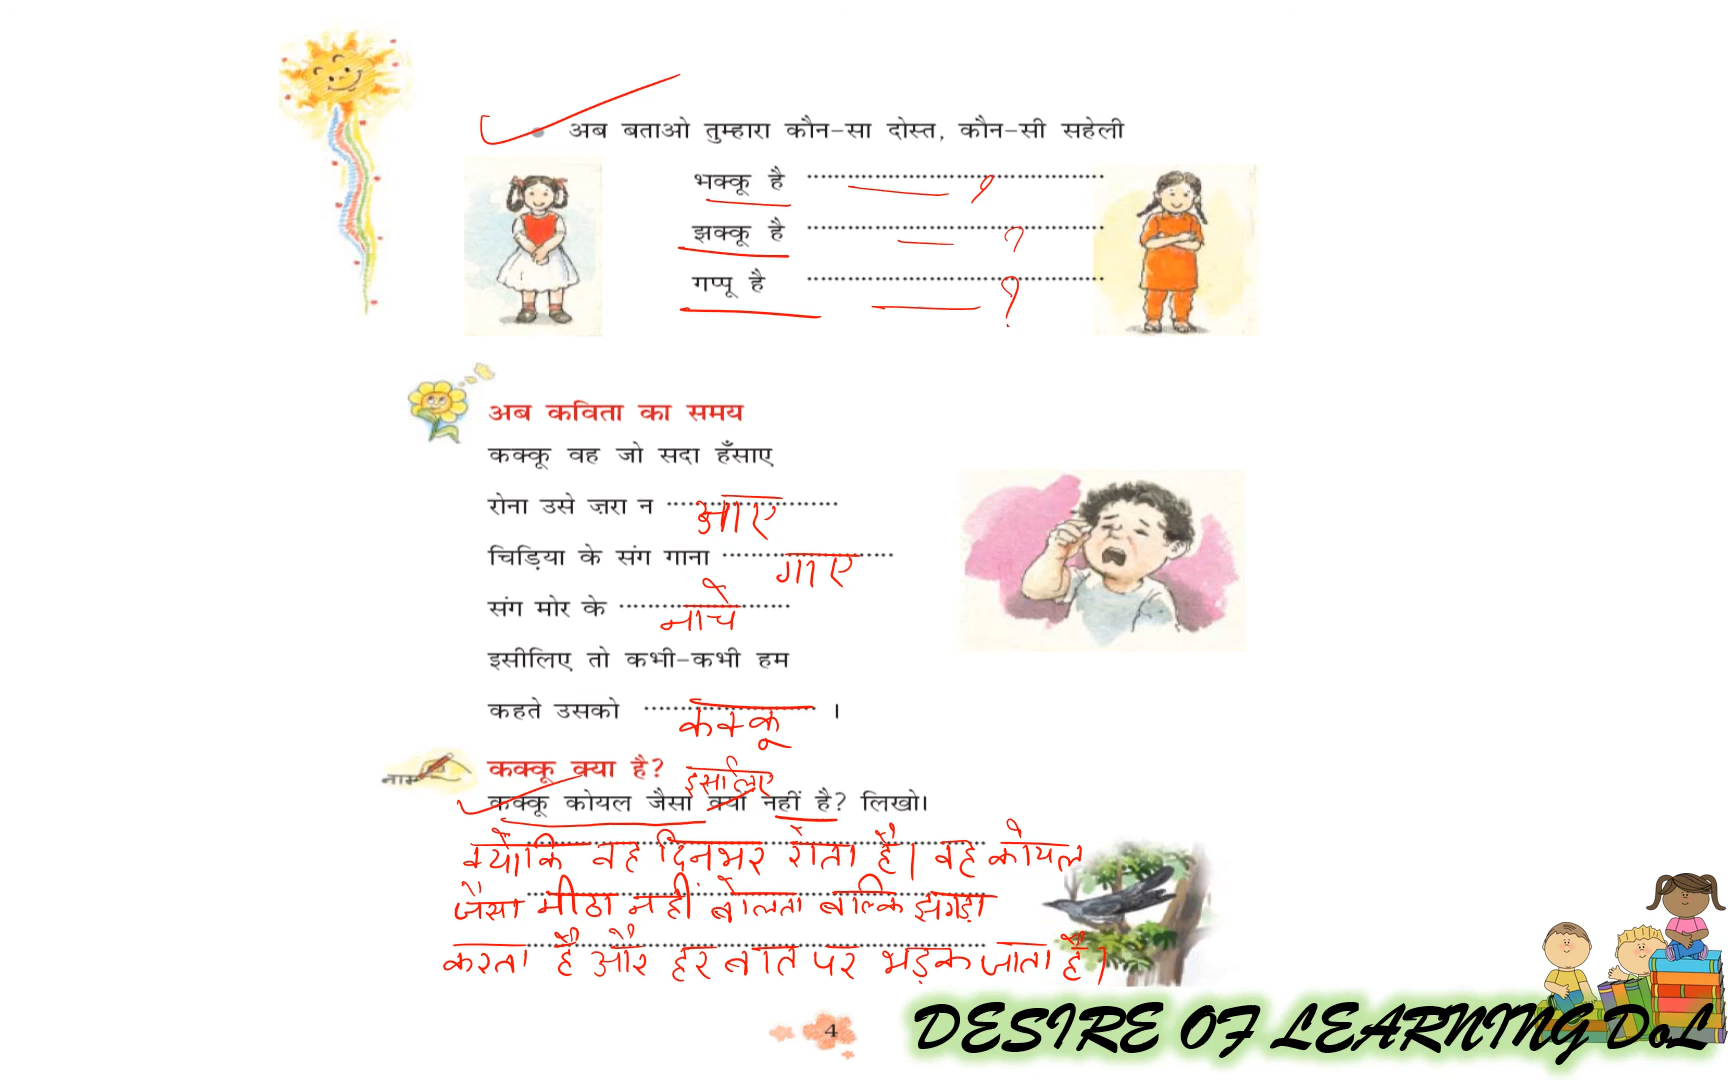 अब बताओ तुम्हारा कौन-सा दोस्त, कौन-सी सहेली
भक्कू है ........................................ ?
झक्कू है ........................................ ?
गप्पू है ........................................ ?
अब कविता का समय
कक्कू वह जो सदा हँसाए
रोना उसे ज़रा न आए
चिड़िया के संग गाना गाए
संग मोर के नाचे
इसीलिए तो कभी-कभी हम
कहते उसको कक्कू ।
नाम
कक्कू क्या है?
इसलिए
कक्कू कोयल जैसा क्यों नहीं है? लिखो।
क्योंकि वह दिनभर रोता है। वह कोयल
जैसा मीठा नहीं बोलता बल्कि झगड़ा
करता है और हर बात पर भड़क जाता है।
4
DESIRE OF LEARNING DoL